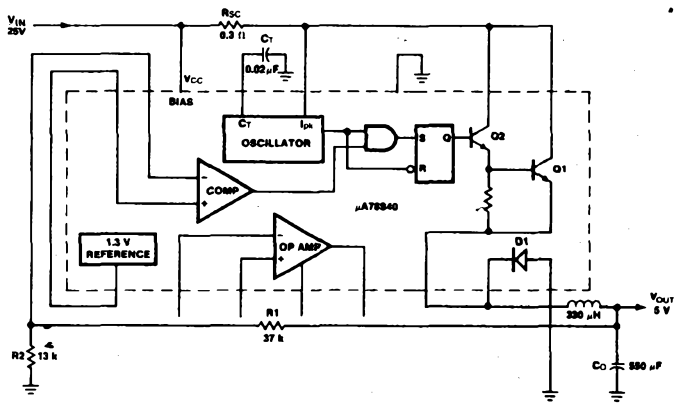 VIN
25V
RSC
0.3 Ω
CT
0.02 µF
VCC
BIAS
CT
Ipk
OSCILLATOR
S
Q
R
Q2
Q1
COMP
−
+
µA78S40
1.3 V
REFERENCE
OP AMP
−
+
D1
VOUT
5 V
330 µH
R1
37 k
R2
13 k
CO
550 µF